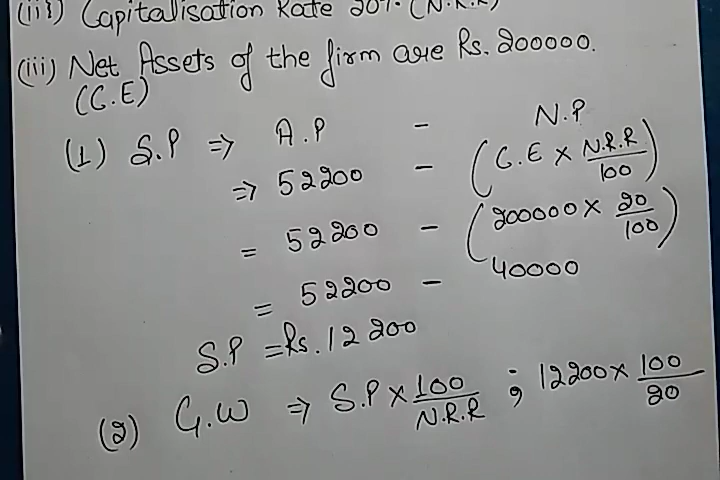 (iii) Capitalisation Rate 20%. (N.R.R)
(iii) Net Assets of the firm are Rs. 200000.
(C.E)
(1) S.P ⇒ A.P - N.P
⇒ 52200 - (C.E × N.R.R/100)
= 52200 - (200000 × 20/100)
= 52200 - 40000
S.P = Rs. 12200
(2) G.W ⇒ S.P × 100/N.R.R ; 12200 × 100/20